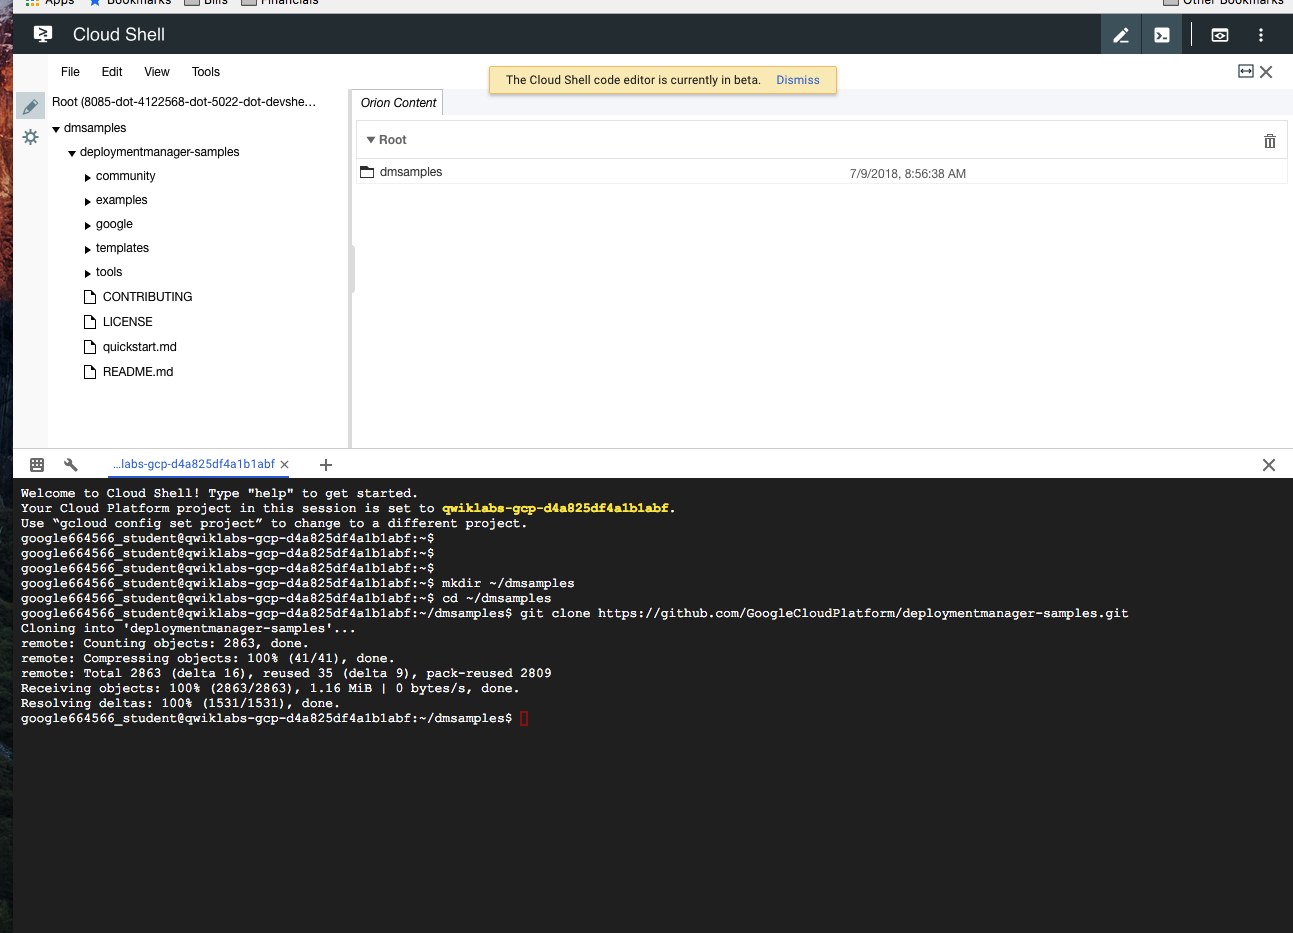 Apps Bookmarks Bills Financials Other Bookmarks
Cloud Shell
File Edit View Tools
The Cloud Shell code editor is currently in beta. Dismiss
Root (8085-dot-4122568-dot-5022-dot-devshe…
dmsamples
deploymentmanager-samples
community
examples
google
templates
tools
CONTRIBUTING
LICENSE
quickstart.md
README.md
Orion Content
Root
dmsamples 7/9/2018, 8:56:38 AM
...labs-gcp-d4a825df4a1b1abf
Welcome to Cloud Shell! Type "help" to get started.
Your Cloud Platform project in this session is set to qwiklabs-gcp-d4a825df4a1b1abf.
Use “gcloud config set project” to change to a different project.
google664566_student@qwiklabs-gcp-d4a825df4a1b1abf:~$
google664566_student@qwiklabs-gcp-d4a825df4a1b1abf:~$
google664566_student@qwiklabs-gcp-d4a825df4a1b1abf:~$
google664566_student@qwiklabs-gcp-d4a825df4a1b1abf:~$ mkdir ~/dmsamples
google664566_student@qwiklabs-gcp-d4a825df4a1b1abf:~$ cd ~/dmsamples
google664566_student@qwiklabs-gcp-d4a825df4a1b1abf:~/dmsamples$ git clone https://github.com/GoogleCloudPlatform/deploymentmanager-samples.git
Cloning into 'deploymentmanager-samples'...
remote: Counting objects: 2863, done.
remote: Compressing objects: 100% (41/41), done.
remote: Total 2863 (delta 16), reused 35 (delta 9), pack-reused 2809
Receiving objects: 100% (2863/2863), 1.16 MiB | 0 bytes/s, done.
Resolving deltas: 100% (1531/1531), done.
google664566_student@qwiklabs-gcp-d4a825df4a1b1abf:~/dmsamples$